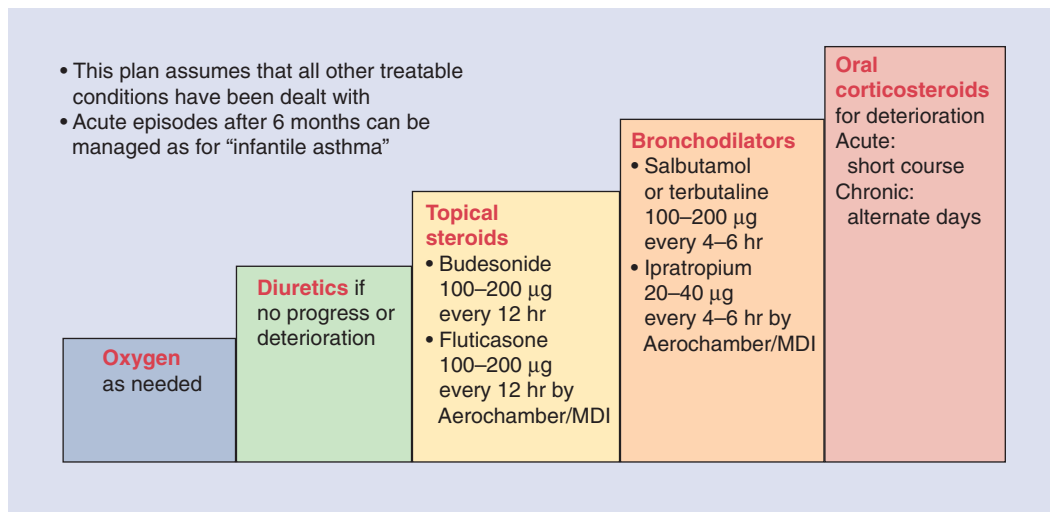 • This plan assumes that all other treatable
conditions have been dealt with
• Acute episodes after 6 months can be
managed as for “infantile asthma”
Oxygen
as needed
Diuretics if
no progress or
deterioration
Topical
steroids
• Budesonide
100–200 μg
every 12 hr
• Fluticasone
100–200 μg
every 12 hr by
Aerochamber/MDI
Bronchodilators
• Salbutamol
or terbutaline
100–200 μg
every 4–6 hr
• Ipratropium
20–40 μg
every 4–6 hr by
Aerochamber/MDI
Oral
corticosteroids
for deterioration
Acute:
short course
Chronic:
alternate days